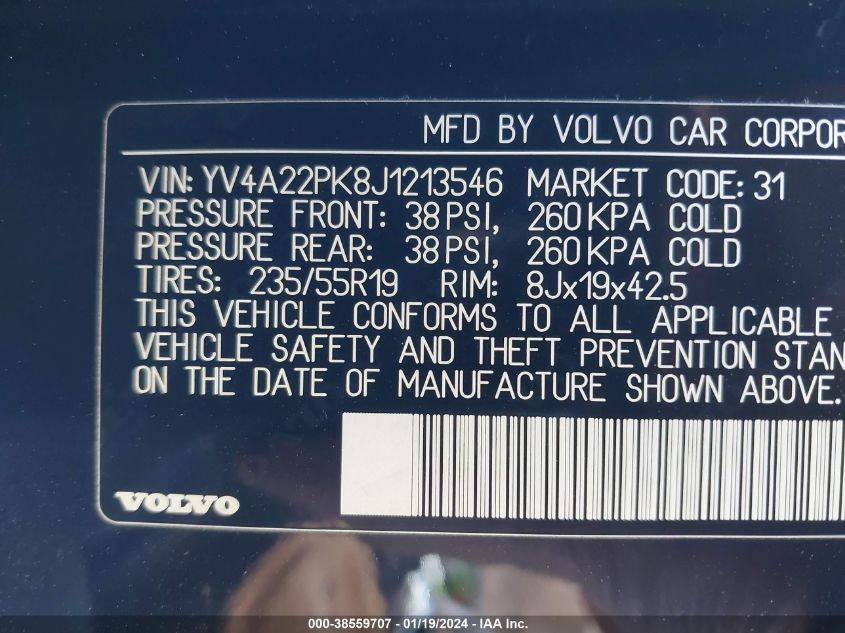 MFD BY VOLVO CAR CORPOR
VIN: YV4A22PK8J1213546 MARKET CODE: 31
PRESSURE FRONT: 38PSI, 260KPA COLD
PRESSURE REAR: 38PSI, 260KPA COLD
TIRES: 235/55R19 RIM: 8Jx19x42.5
THIS VEHICLE CONFORMS TO ALL APPLICABLE
VEHICLE SAFETY AND THEFT PREVENTION STAN
ON THE DATE OF MANUFACTURE SHOWN ABOVE.
VOLVO
000-38559707 - 01/19/2024 - IAA Inc.